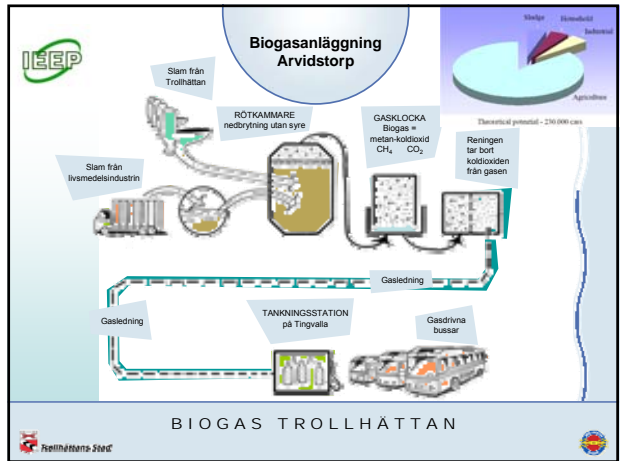 IEEP
Biogasanläggning
Arvidstorp
Sludge
Household
Industrial
Agriculture
Theoretical potential - 230.000 cars
Slam från
Trollhättan
RÖTKAMMARE
nedbrytning utan syre
GASKLOCKA
Biogas =
metan-koldioxid
CH₄ CO₂
Reningen
tar bort
koldioxiden
från gasen
Slam från
livsmedelsindustrin
Gasledning
Gasledning
TANKNINGSSTATION
på Tingvalla
Gasdrivna
bussar
BIOGAS TROLLHÄTTAN
Trollhättans Stad